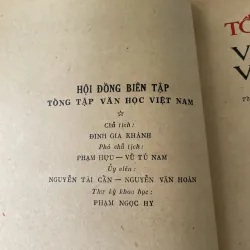 HỘI ĐỒNG BIÊN TẬP
TỔNG TẬP VĂN HỌC VIỆT NAM
☆
Chủ tịch:
ĐINH GIA KHÁNH
Phó chủ tịch:
PHẠM HỰU — VŨ TÚ NAM
Ủy viên:
NGUYỄN TÀI CẨN — NGUYỄN VĂN HOÀN
Thư ký khoa học:
PHẠM NGỌC HY
TỔ
V
V